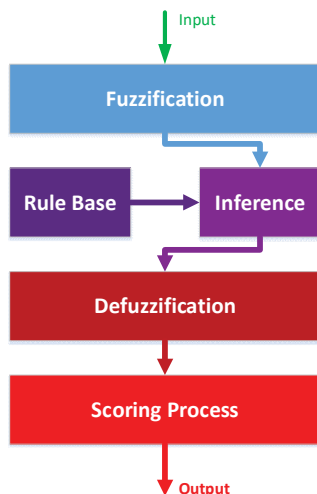 Input
Fuzzification
Rule Base
Inference
Defuzzification
Scoring Process
Output